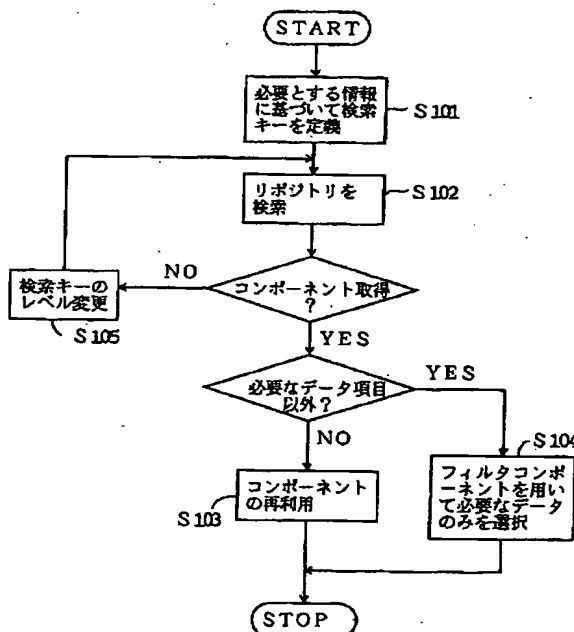 START
必要とする情報
に基づいて検索
キーを定義
S101
リポジトリを
検索
S102
NO
コンポーネント取得
?
検索キーの
レベル変更
S105
YES
必要なデータ項目
以外?
YES
NO
S104
コンポーネント
の再利用
S103
フィルタコンポ
ーネントを用い
て必要なデータ
のみを選択
STOP